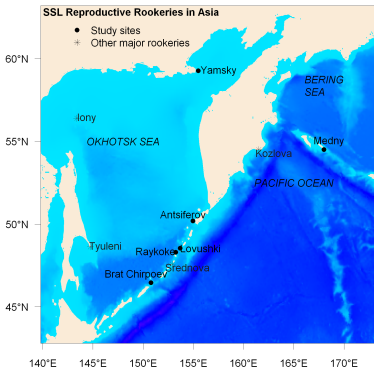 SSL Reproductive Rookeries in Asia
Study sites
Other major rookeries
60°N
Yamsky
BERING
SEA
Iony
55°N
OKHOTSK SEA
Medny
Kozlova
PACIFIC OCEAN
50°N
Antsiferov
Tyuleni
Lovushki
Raykoke
Srednova
Brat Chirpoev
45°N
140°E
145°E
150°E
155°E
160°E
165°E
170°E